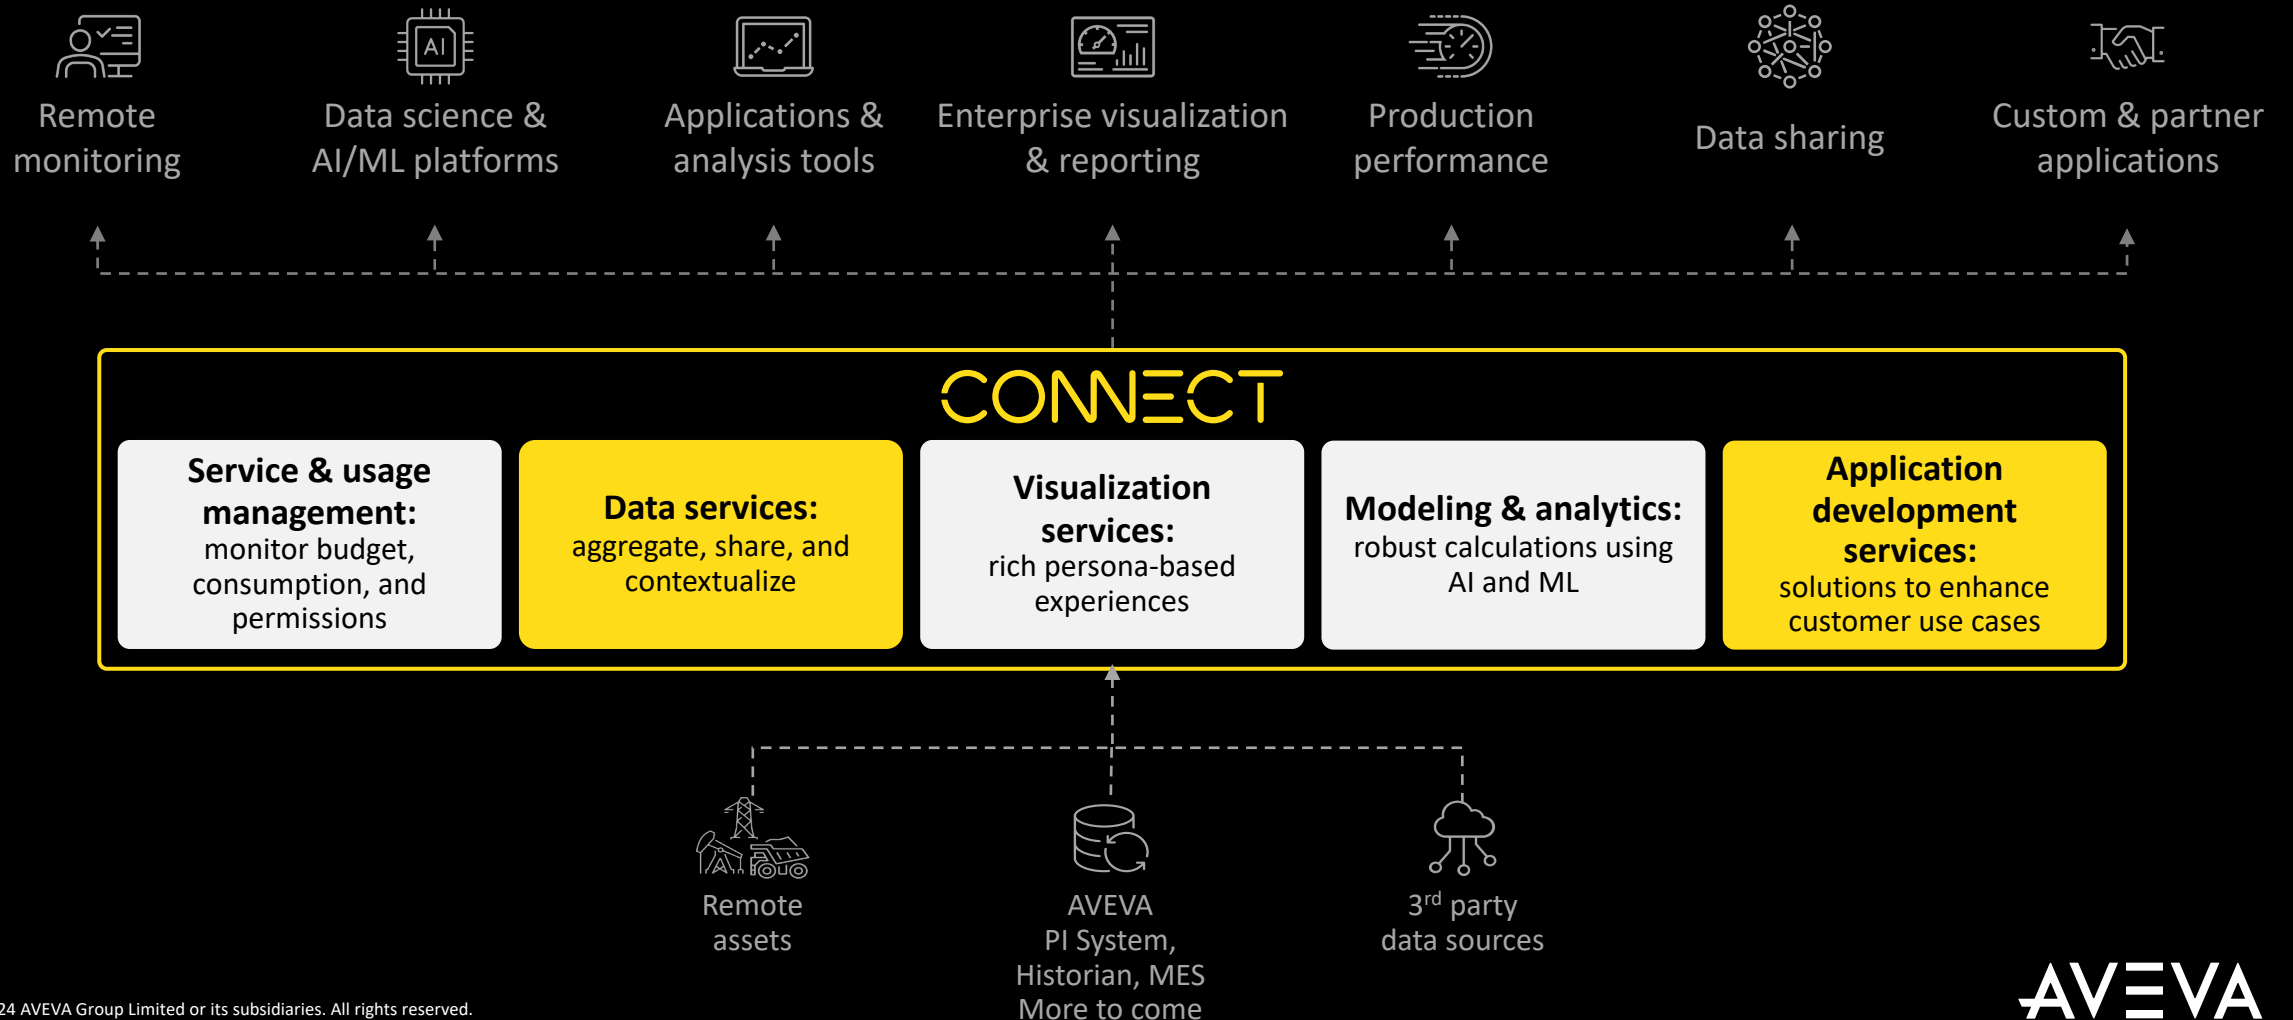 AI
Remote
monitoring
Data science &
AI/ML platforms
Applications &
analysis tools
Enterprise visualization
& reporting
Production
performance
Data sharing
Custom & partner
applications
CONNECT
Service & usage
management:
monitor budget,
consumption, and
permissions
Data services:
aggregate, share, and
contextualize
Visualization
services:
rich persona-based
experiences
Modeling & analytics:
robust calculations using
AI and ML
Application
development
services:
solutions to enhance
customer use cases
Remote
assets
AVEVA
PI System,
Historian, MES
More to come
3rd party
data sources
24 AVEVA Group Limited or its subsidiaries. All rights reserved.
AVEVA